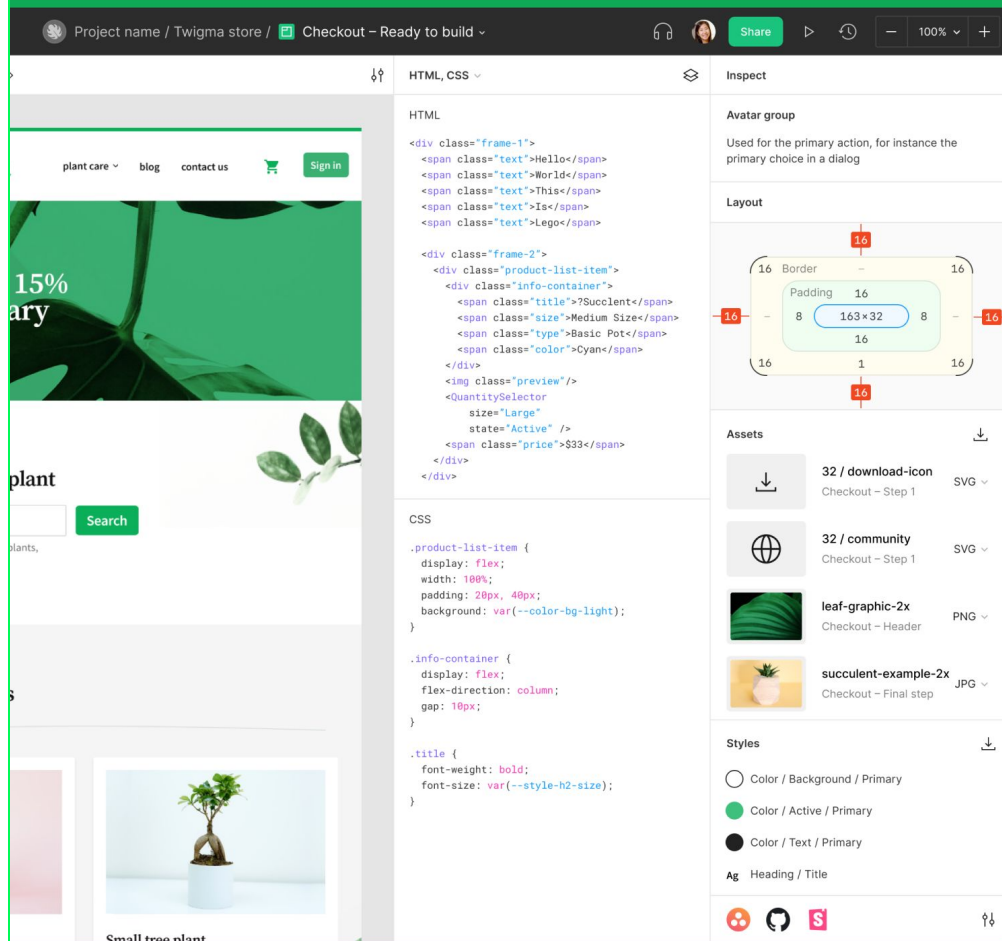 Project name / Twigma store / Checkout – Ready to build
Share
100%
HTML, CSS
Inspect
plant care
blog
contact us
Sign in
15%
ary
plant
Search
plants,
s
Small tree plant
HTML
<div class="frame-1">
<span class="text">Hello</span>
<span class="text">World</span>
<span class="text">This</span>
<span class="text">Is</span>
<span class="text">Lego</span>
<div class="frame-2">
<div class="product-list-item">
<div class="info-container">
<span class="title">?Succlent</span>
<span class="size">Medium Size</span>
<span class="type">Basic Pot</span>
<span class="color">Cyan</span>
</div>
<img class="preview"/>
<QuantitySelector
size="Large"
state="Active" />
<span class="price">$33</span>
</div>
</div>
CSS
.product-list-item {
display: flex;
width: 100%;
padding: 20px, 40px;
background: var(--color-bg-light);
}
.info-container {
display: flex;
flex-direction: column;
gap: 10px;
}
.title {
font-weight: bold;
font-size: var(--style-h2-size);
}
Avatar group
Used for the primary action, for instance the
primary choice in a dialog
Layout
16
16 Border – 16
Padding 16
16 – 8 163×32 8 – 16
16
16 1 16
16
Assets
32 / download-icon
Checkout – Step 1
SVG
32 / community
Checkout – Step 1
SVG
leaf-graphic-2x
Checkout – Header
PNG
succulent-example-2x
Checkout – Final step
JPG
Styles
Color / Background / Primary
Color / Active / Primary
Color / Text / Primary
Ag Heading / Title